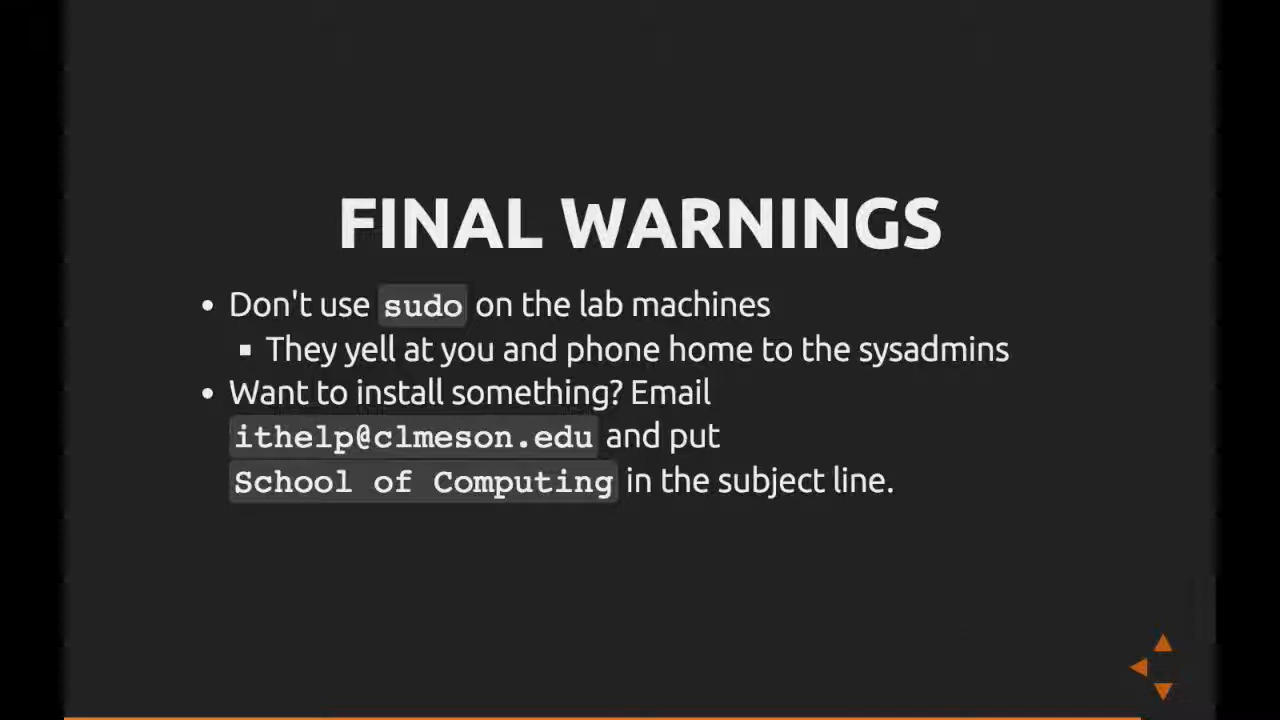 FINAL WARNINGS
Don't use sudo on the lab machines
They yell at you and phone home to the sysadmins
Want to install something? Email
ithelp@clmeson.edu and put
School of Computing in the subject line.